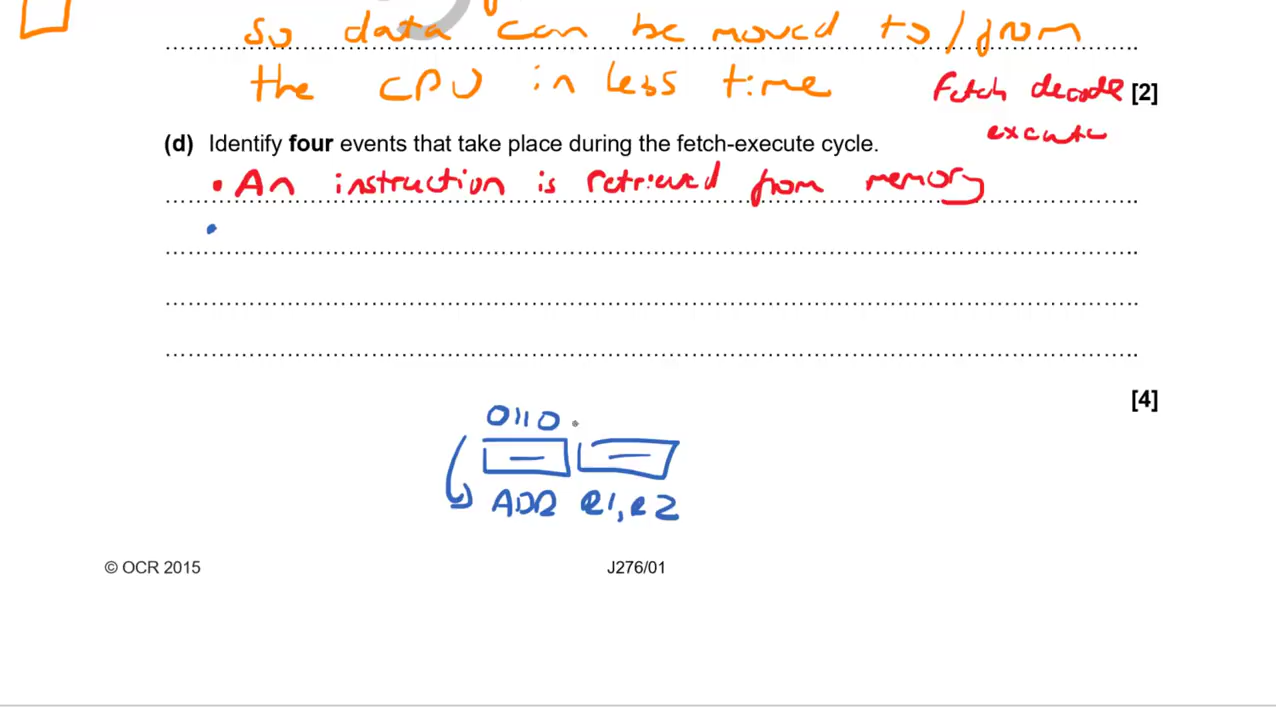 so data can be moved to/from
the CPU in less time
Fetch decode [2]
execute
(d) Identify four events that take place during the fetch-execute cycle.
• An instruction is retrieved from memory
•
[4]
0110
ADD R1, R2
© OCR 2015 J276/01